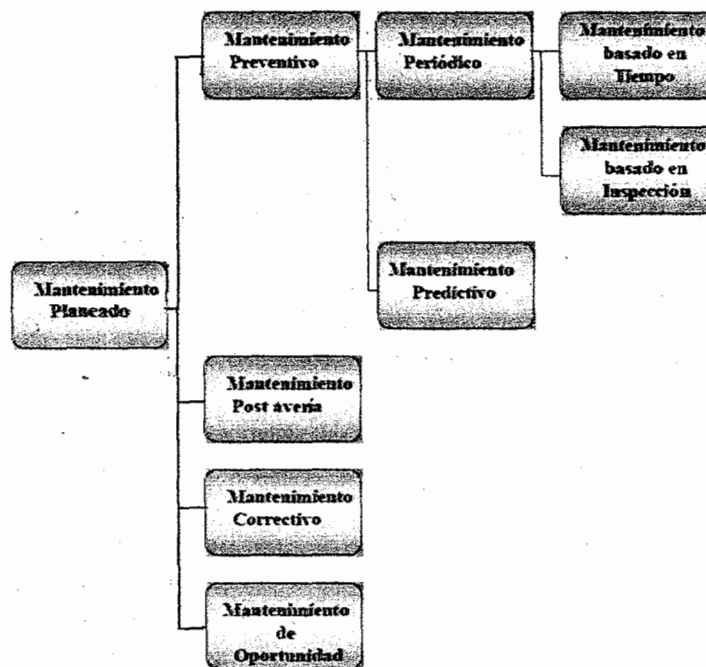 Mantenimiento
Preventivo
Mantenimiento
Periódico
Mantenimiento
basado en
Tiempo
Mantenimiento
basado en
Inspección
Mantenimiento
Planeado
Mantenimiento
Predictivo
Mantenimiento
Post avería
Mantenimiento
Correctivo
Mantenimiento
de
Oportunidad